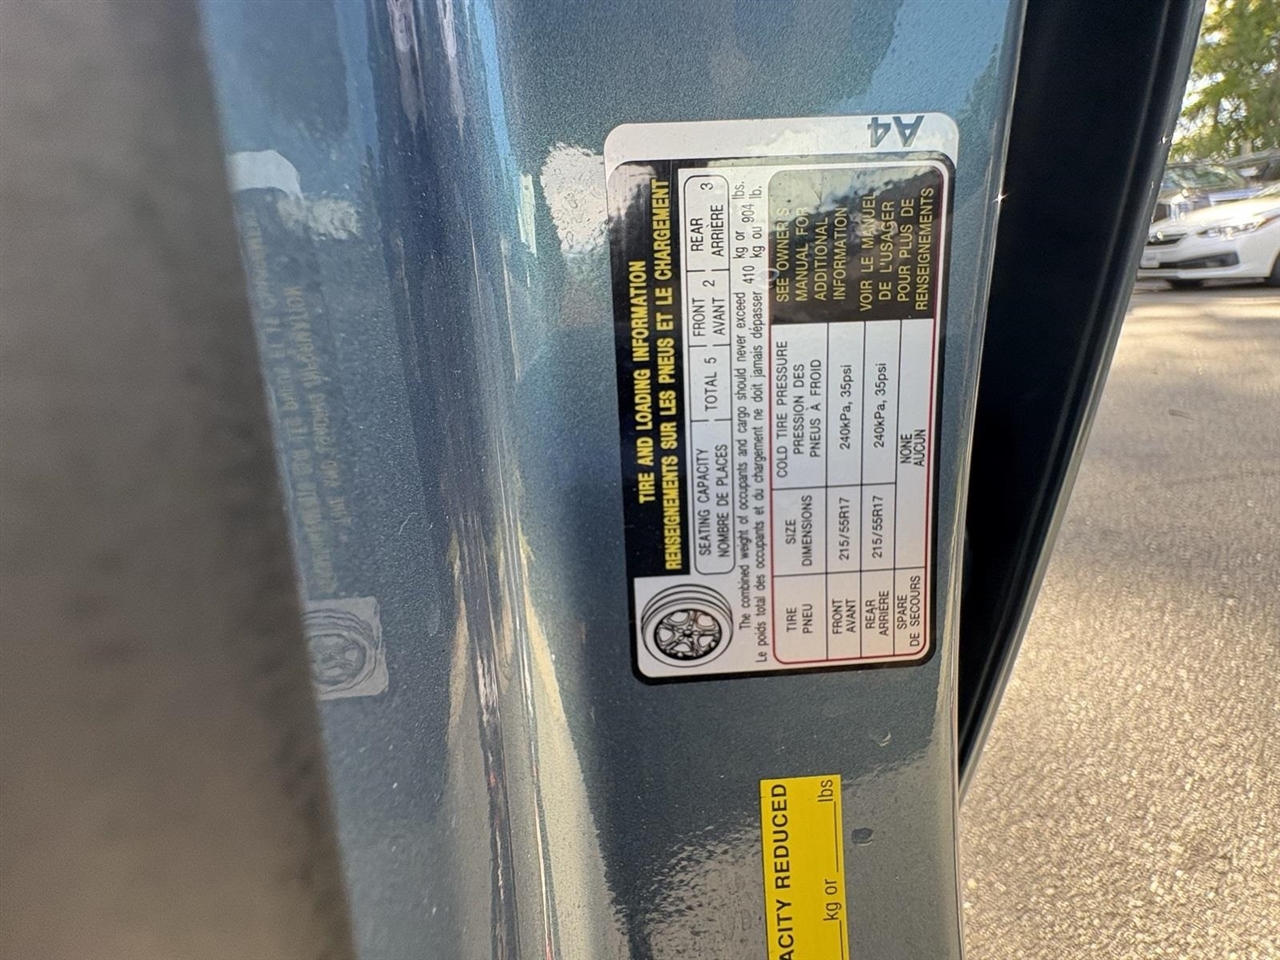 A4
TIRE AND LOADING INFORMATION
RENSEIGNEMENTS SUR LES PNEUS ET LE CHARGEMENT
SEATING CAPACITY TOTAL 5 FRONT 2 REAR 3
NOMBRE DE PLACES AVANT ARRIÈRE
The combined weight of occupants and cargo should never exceed 410 kg or lbs.
Le poids total des occupants et du chargement ne doit jamais dépasser 410 kg ou 904 lb.
TIRE SIZE COLD TIRE PRESSURE
PNEU DIMENSIONS PRESSION DES
PNEUS À FROID
FRONT 215/55R17 240kPa, 35psi
AVANT
REAR 215/55R17 240kPa, 35psi
ARRIÈRE
SPARE NONE
DE SECOURS AUCUN
SEE OWNER'S
MANUAL FOR
ADDITIONAL
INFORMATION
VOIR LE MANUEL
DE L'USAGER
POUR PLUS DE
RENSEIGNEMENTS
ACITY REDUCED
kg or lbs